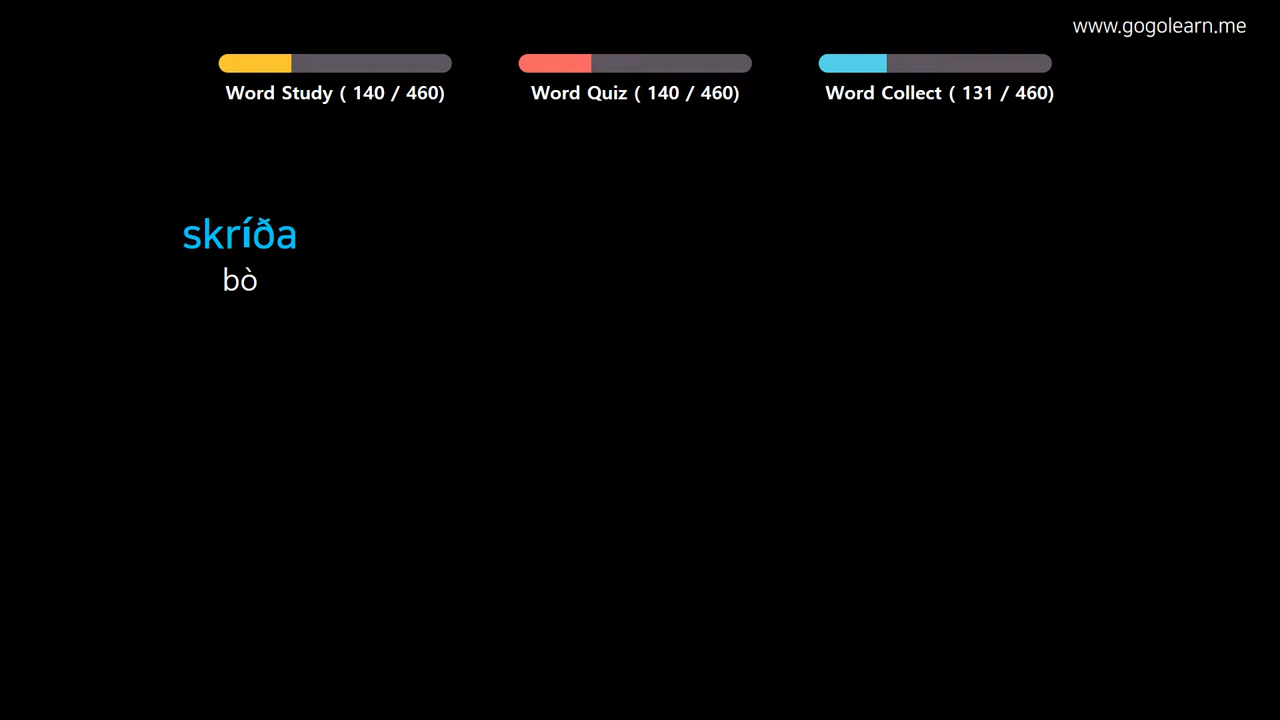 www.gogolearn.me
Word Study ( 140 / 460)
Word Quiz ( 140 / 460)
Word Collect ( 131 / 460)
skríða
bò